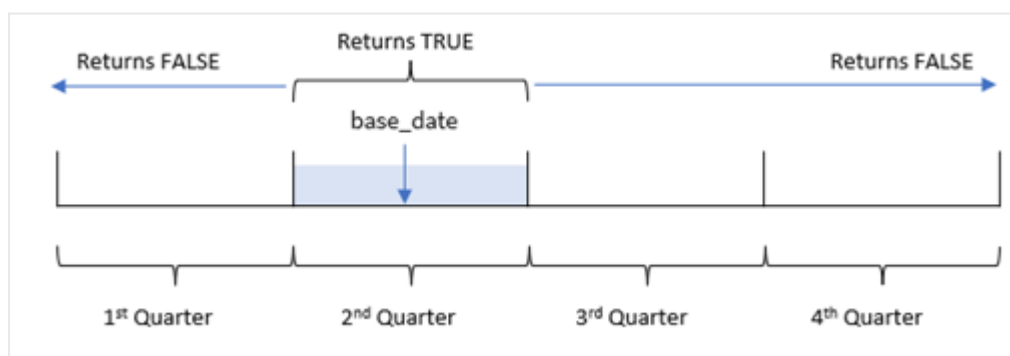 Returns TRUE
Returns FALSE
Returns FALSE
base_date
1st Quarter
2nd Quarter
3rd Quarter
4th Quarter